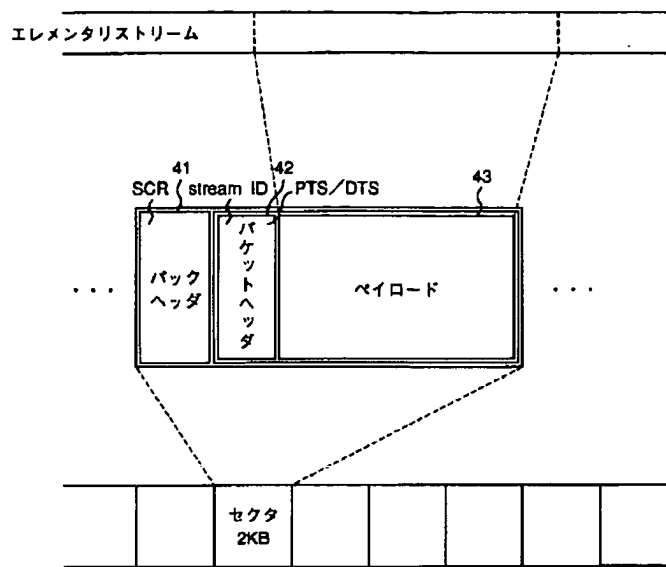 エレメンタリストリーム
41
42
43
SCR
stream ID
PTS/DTS
パック
ヘッダ
パケットヘッダ
ペイロード
...
...
セクタ
2KB